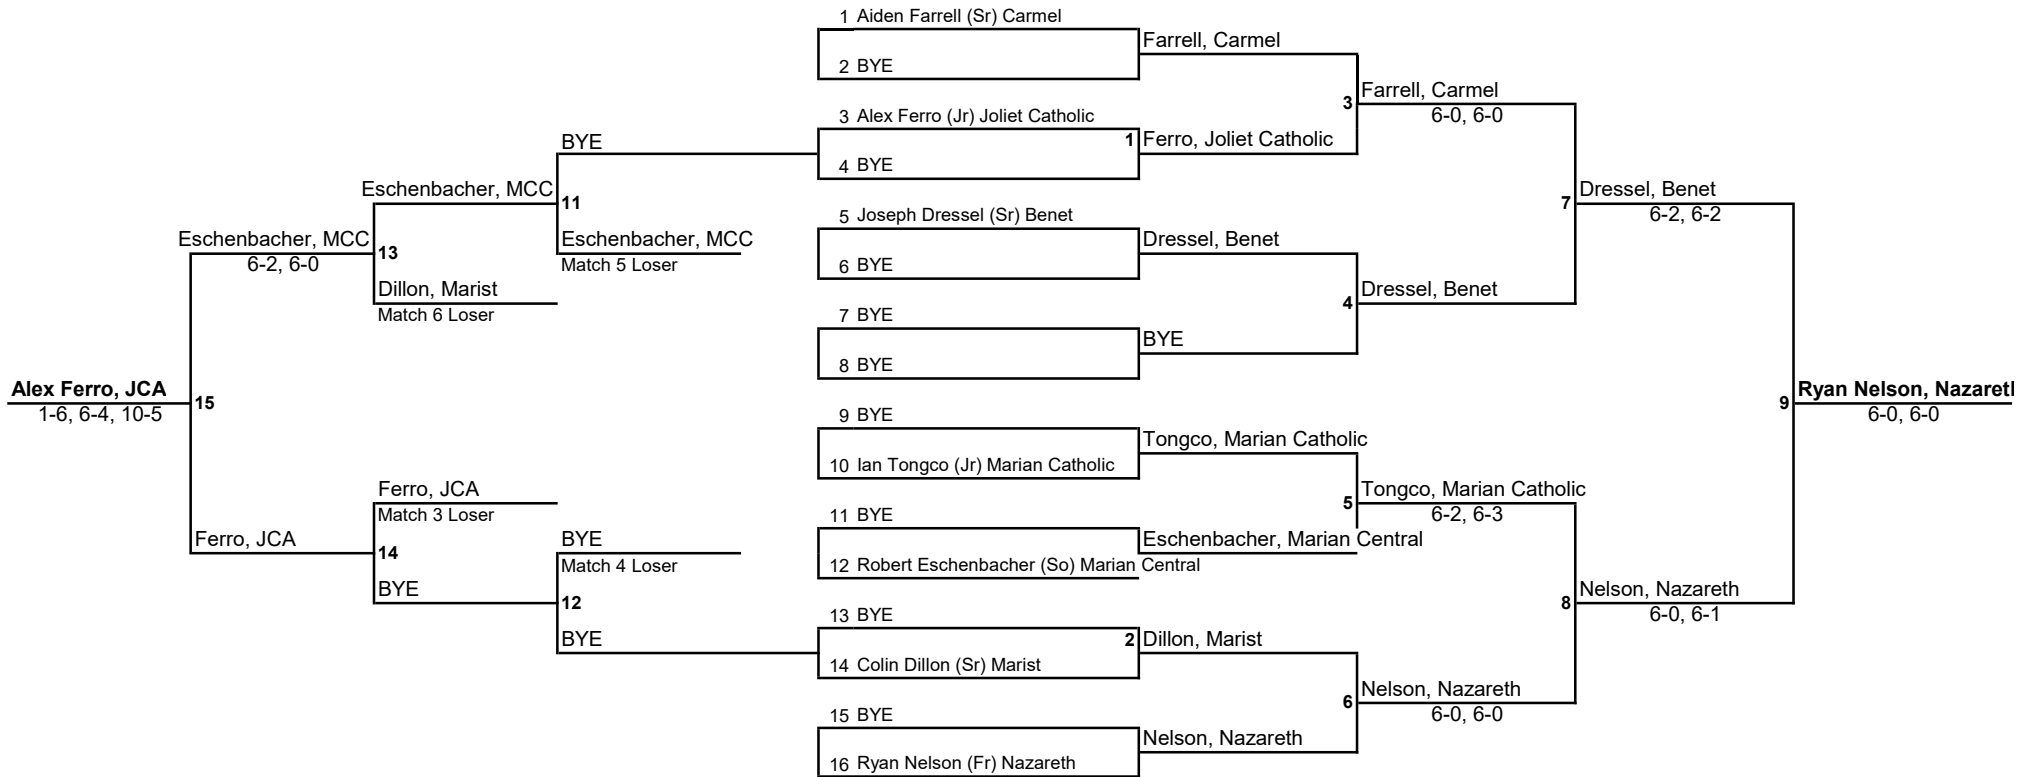 1 Aiden Farrell (Sr) Carmel
Farrell, Carmel
2 BYE
Farrell, Carmel
3
6-0, 6-0
3 Alex Ferro (Jr) Joliet Catholic
BYE
1 Ferro, Joliet Catholic
4 BYE
Eschenbacher, MCC
11
Dressel, Benet
7
6-2, 6-2
5 Joseph Dressel (Sr) Benet
Eschenbacher, MCC
6-2, 6-0
13
Eschenbacher, MCC
Match 5 Loser
Dressel, Benet
6 BYE
Dillon, Marist
Match 6 Loser
4
Dressel, Benet
7 BYE
BYE
8 BYE
Alex Ferro, JCA
1-6, 6-4, 10-5
15
9
Ryan Nelson, Nazaret
6-0, 6-0
9 BYE
Tongco, Marian Catholic
10 Ian Tongco (Jr) Marian Catholic
Ferro, JCA
Match 3 Loser
5
Tongco, Marian Catholic
6-2, 6-3
11 BYE
Ferro, JCA
14
BYE
Match 4 Loser
Eschenbacher, Marian Central
12 Robert Eschenbacher (So) Marian Central
BYE
12
8
Nelson, Nazareth
6-0, 6-1
13 BYE
BYE
2 Dillon, Marist
14 Colin Dillon (Sr) Marist
6
Nelson, Nazareth
6-0, 6-0
15 BYE
Nelson, Nazareth
16 Ryan Nelson (Fr) Nazareth